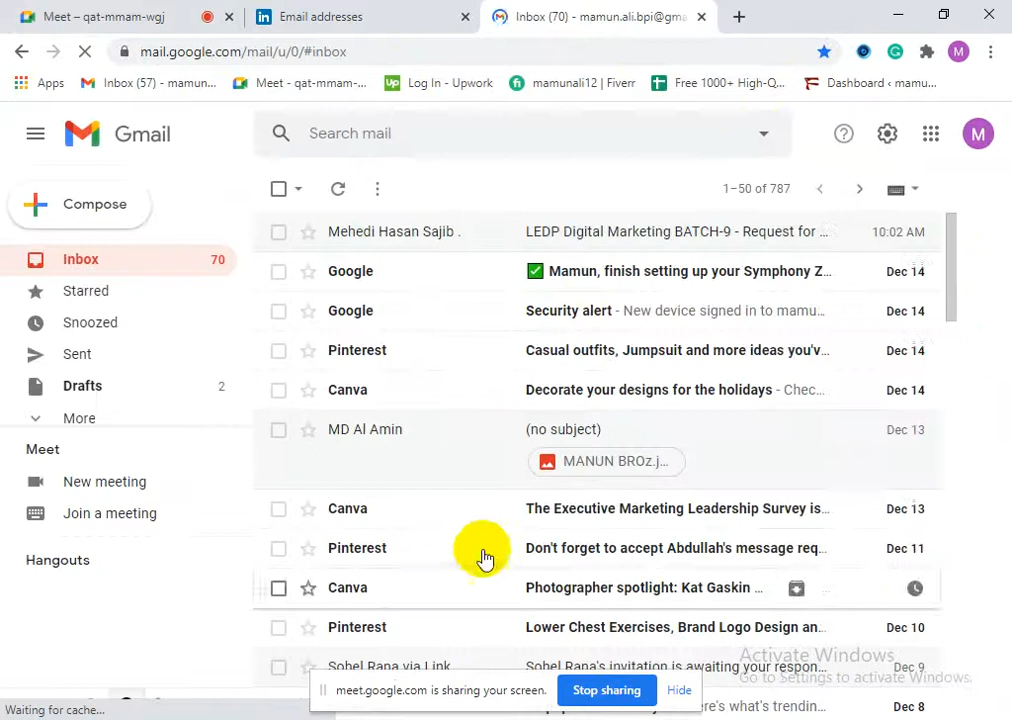 Meet – qat-mmam-wgj
Email addresses
Inbox (70) - mamun.ali.bpi@gma
mail.google.com/mail/u/0/#inbox
M
Apps
Inbox (57) - mamun...
Meet - qat-mmam-...
Up Log In - Upwork
fi mamunali12 | Fiverr
Free 1000+ High-Q...
Dashboard ‹ mamu...
Gmail
Search mail
M
Compose
1–50 of 787
Mehedi Hasan Sajib . LEDP Digital Marketing BATCH-9 - Request for ... 10:02 AM
Inbox 70
Google ✅ Mamun, finish setting up your Symphony Z... Dec 14
Starred
Google Security alert - New device signed in to mamu... Dec 14
Snoozed
Pinterest Casual outfits, Jumpsuit and more ideas you'v... Dec 14
Sent
Canva Decorate your designs for the holidays - Chec... Dec 14
Drafts 2
More
MD Al Amin (no subject) Dec 13
MANUN BROz.j...
Meet
New meeting
Join a meeting
Canva The Executive Marketing Leadership Survey is... Dec 13
Pinterest Don't forget to accept Abdullah's message req... Dec 11
Hangouts
Canva Photographer spotlight: Kat Gaskin ...
Pinterest Lower Chest Exercises, Brand Logo Design an... Dec 10
Activate Windows
Sohel Rana via Link Sohel Rana's invitation is awaiting your respon... Dec 9
Go to Settings to activate Windows.
meet.google.com is sharing your screen.
Stop sharing
Hide
ere's what's trendin... Dec 8
Waiting for cache...